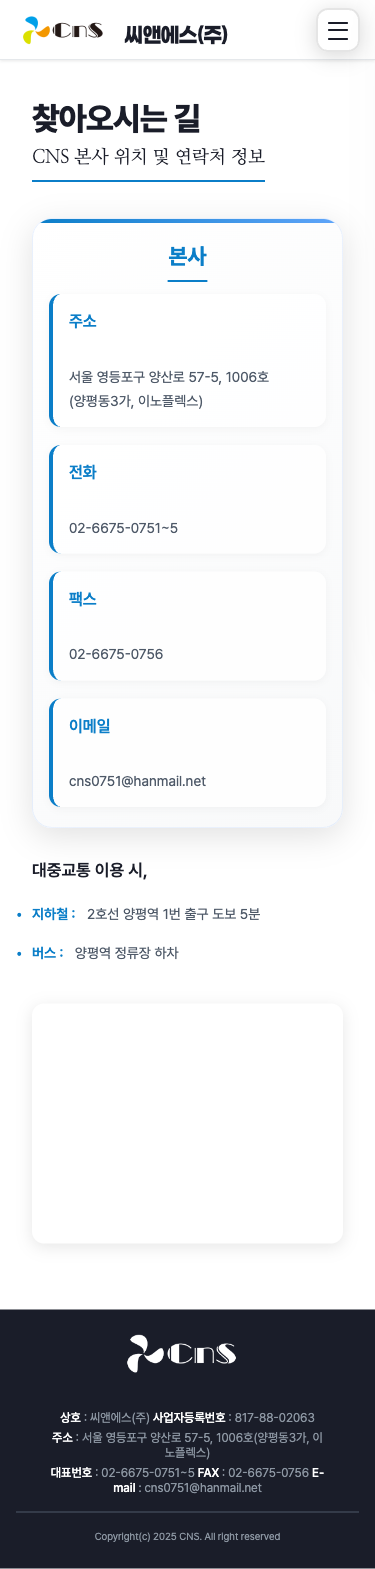 CnS 씨앤에스(주)
찾아오시는 길
CNS 본사 위치 및 연락처 정보
본사
주소
서울 영등포구 양산로 57-5, 1006호
(양평동3가, 이노플렉스)
전화
02-6675-0751~5
팩스
02-6675-0756
이메일
cns0751@hanmail.net
대중교통 이용 시,
• 지하철 : 2호선 양평역 1번 출구 도보 5분
• 버스 : 양평역 정류장 하차
CnS
상호 : 씨앤에스(주) 사업자등록번호 : 817-88-02063
주소 : 서울 영등포구 양산로 57-5, 1006호(양평동3가, 이
노플렉스)
대표번호 : 02-6675-0751~5 FAX : 02-6675-0756 E-
mail : cns0751@hanmail.net
Copyright(c) 2025 CNS. All right reserved